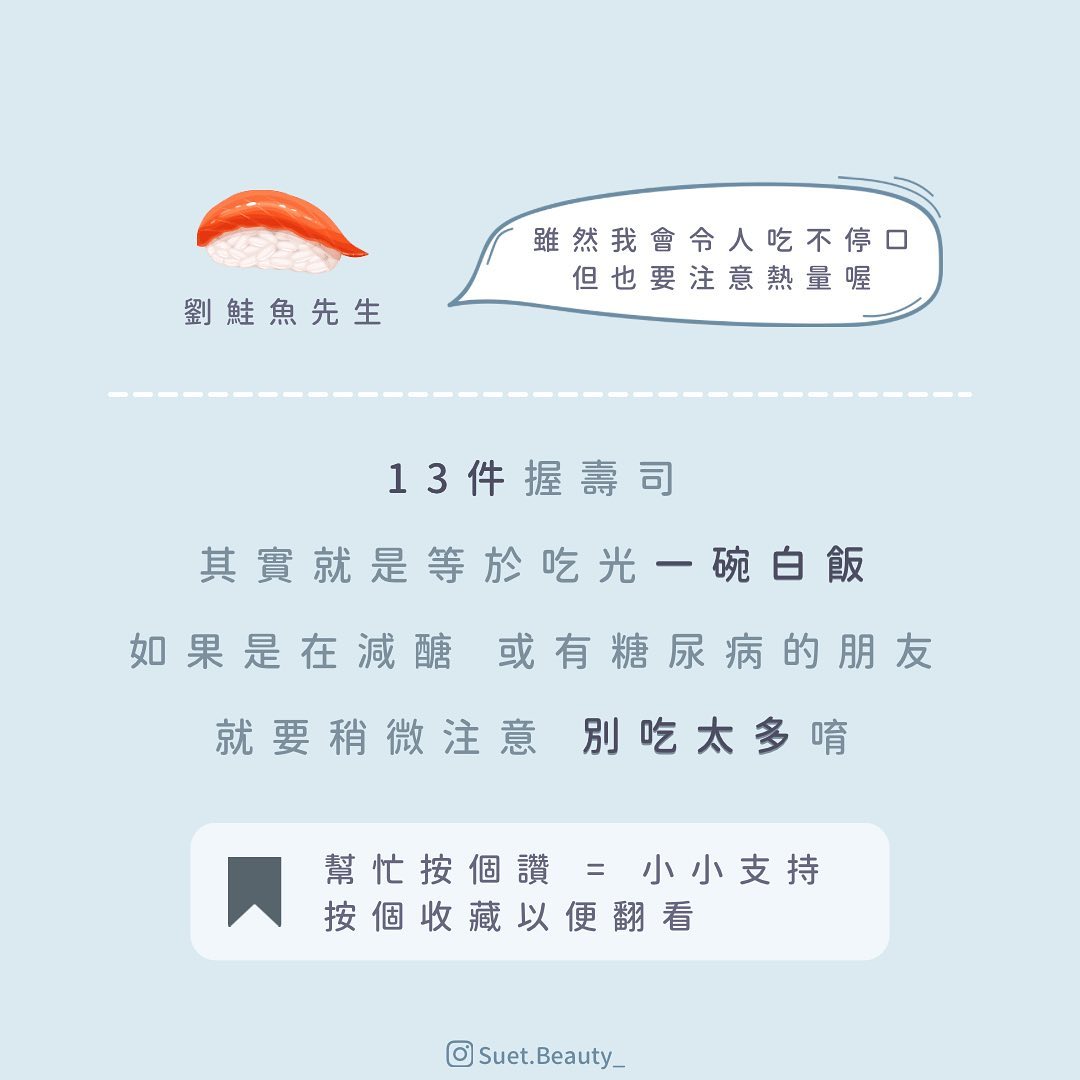 雖然我會令人吃不停口
但也要注意熱量喔
劉鮭魚先生
13件握壽司
其實就是等於吃光一碗白飯
如果是在減醣 或有糖尿病的朋友
就要稍微注意 別吃太多唷
幫忙按個讚 = 小小支持
按個收藏以便翻看
Suet.Beauty_